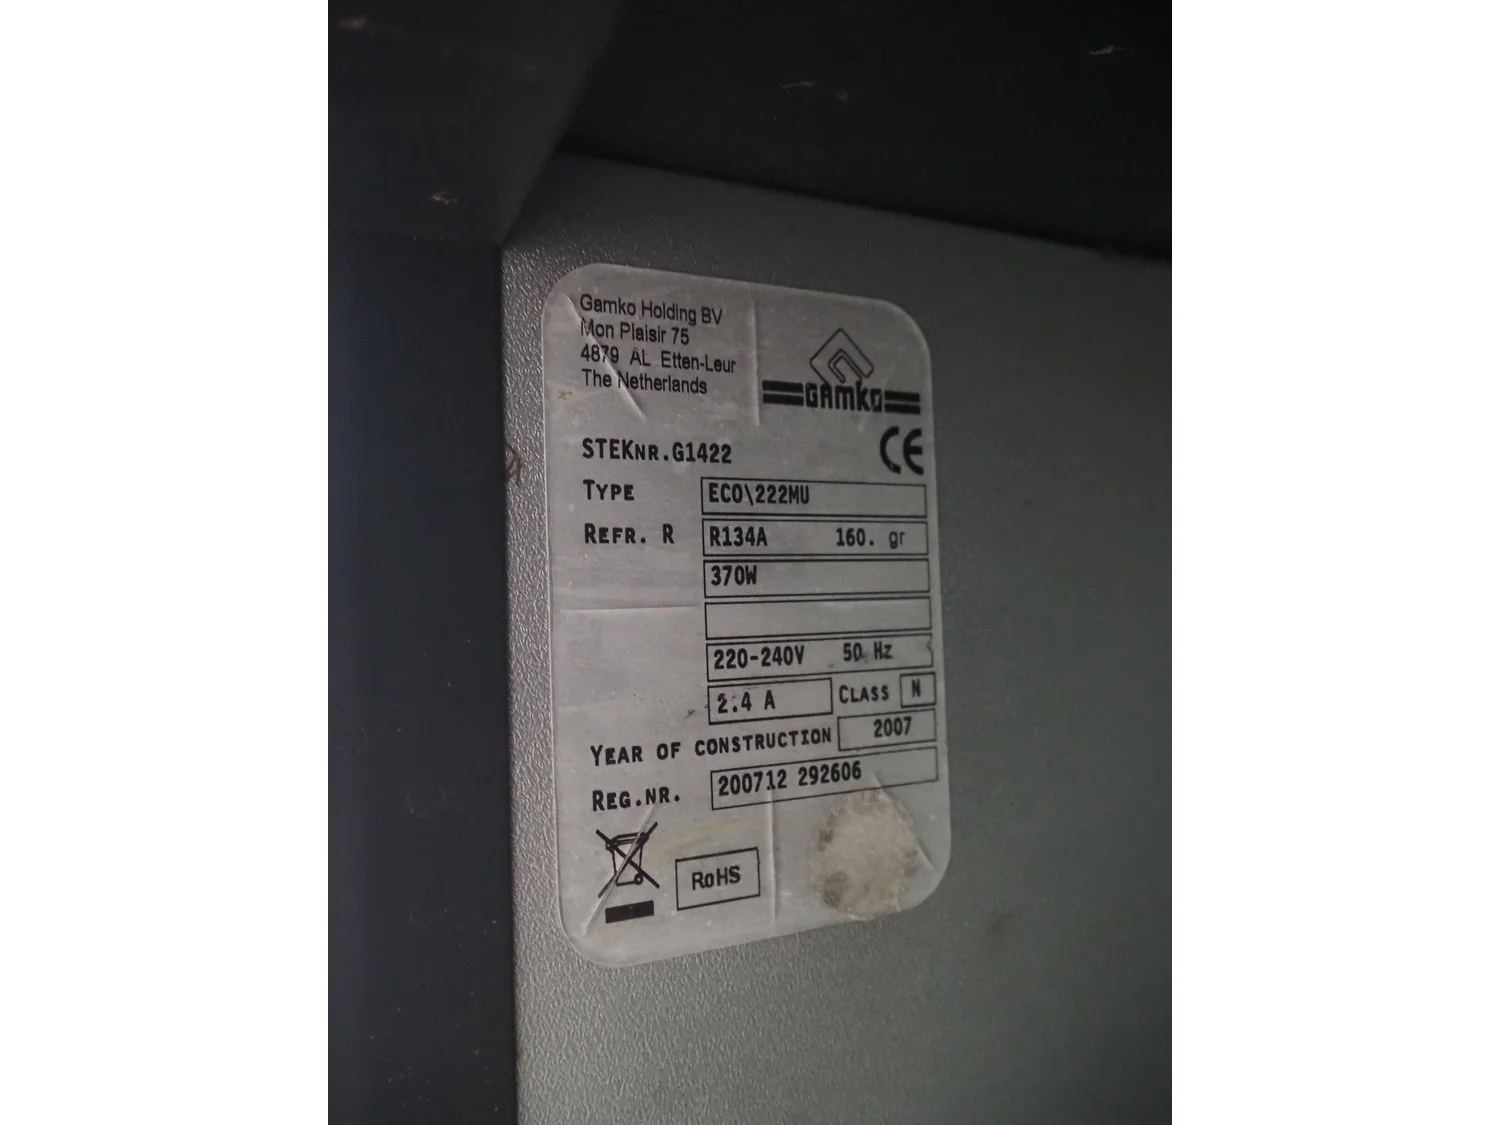 Gamko Holding BV
Mon Plaisir 75
4879 AL Etten-Leur
The Netherlands
GAMKO
CE
STEKNR.G1422
TYPE ECO\222MU
REFR. R R134A 160. gr
370W
220-240V 50 Hz
2.4 A CLASS N
YEAR OF CONSTRUCTION 2007
REG.NR. 200712 292606
RoHS